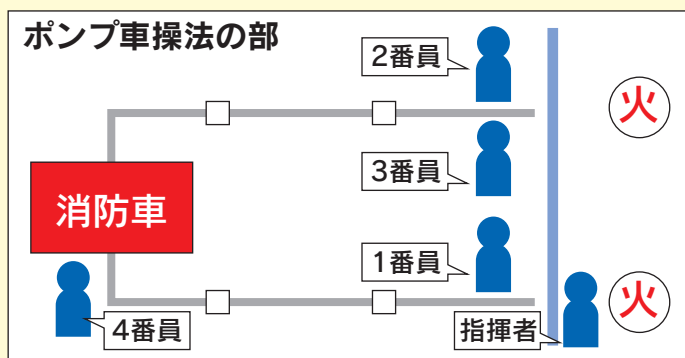 ポンプ車操法の部
2番員
火
3番員
消防車
1番員
火
4番員
指揮者